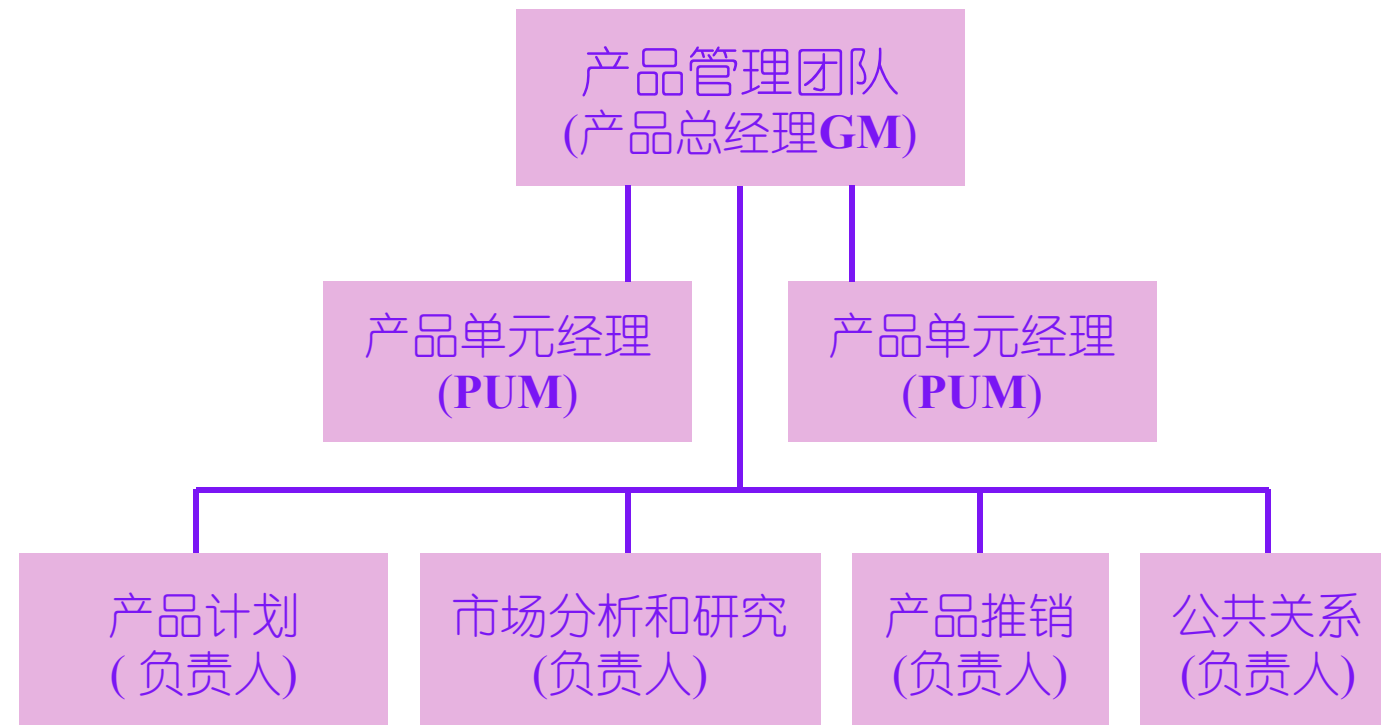 产品管理团队
(产品总经理GM)
产品单元经理
(PUM)
产品单元经理
(PUM)
产品计划
( 负责人)
市场分析和研究
(负责人)
产品推销
(负责人)
公共关系
(负责人)